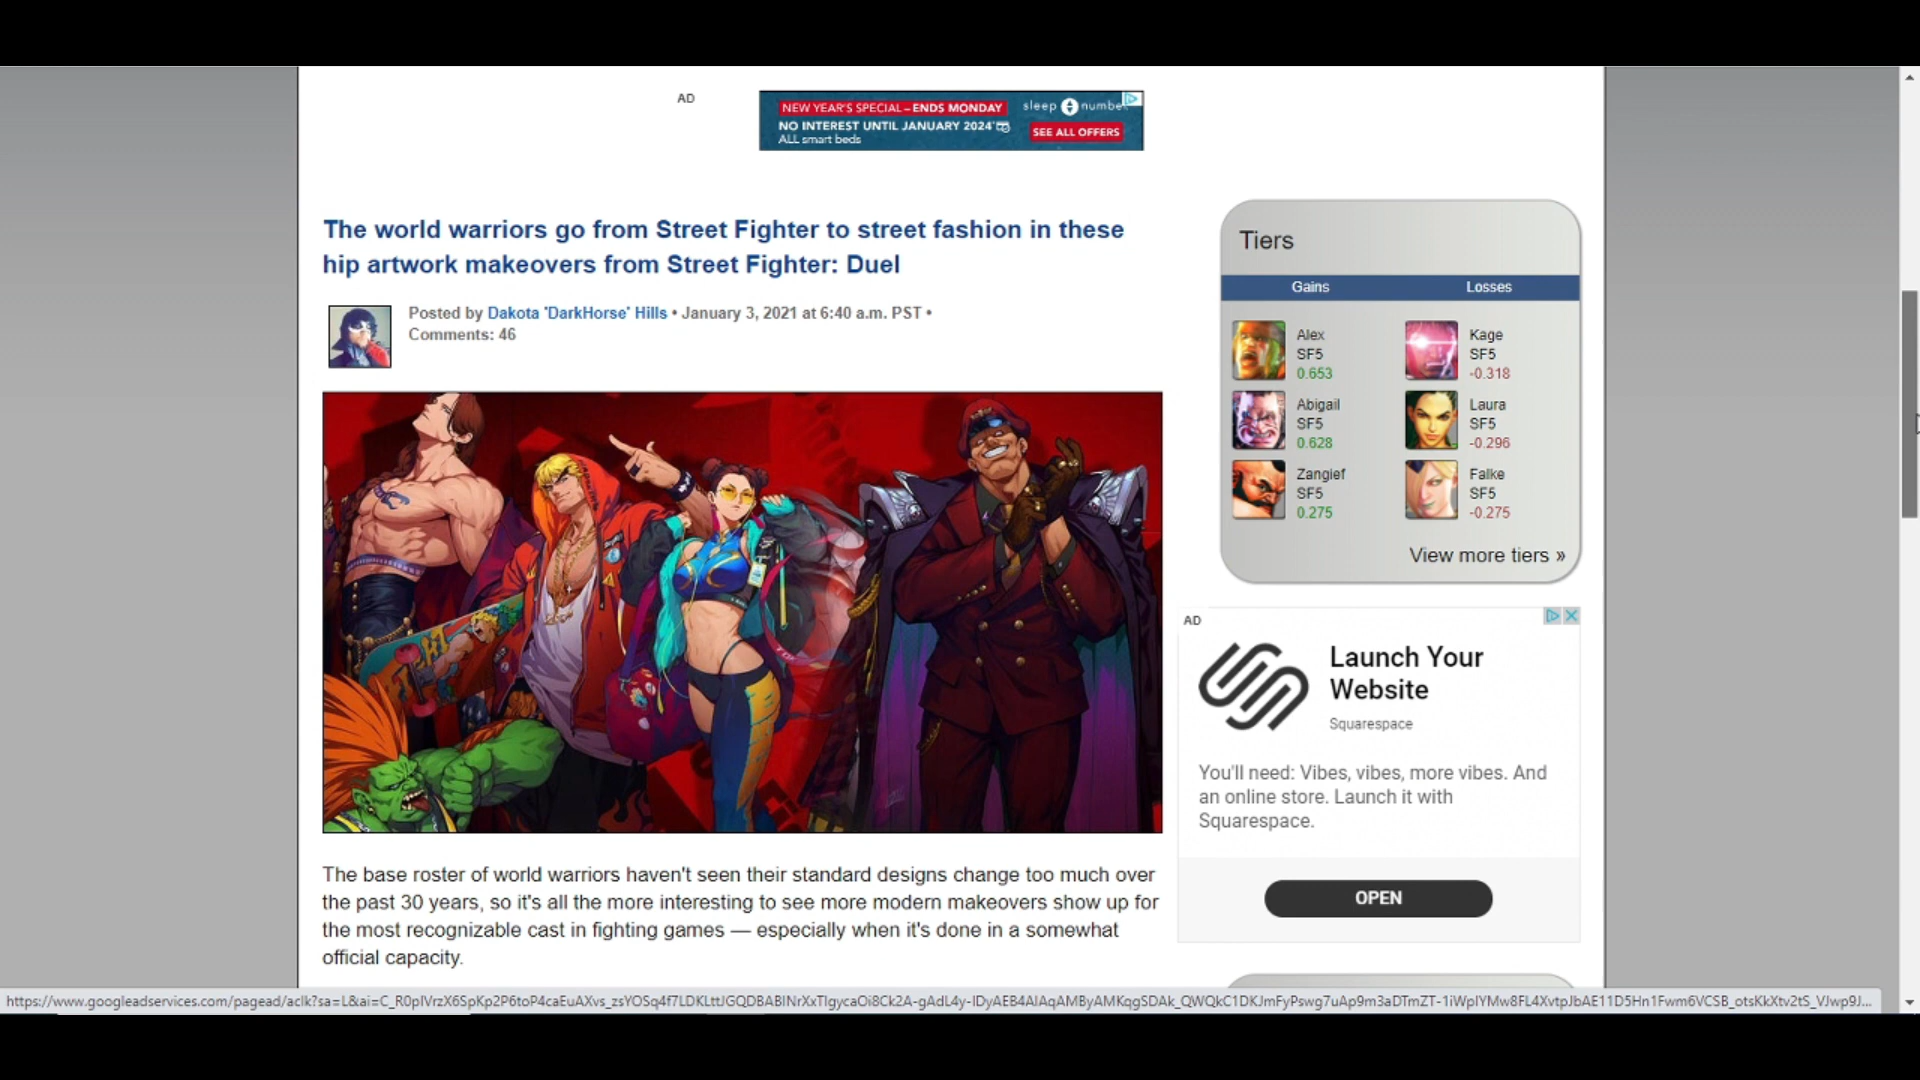 AD
NEW YEAR'S SPECIAL – ENDS MONDAY
NO INTEREST UNTIL JANUARY 2024*
ALL smart beds
sleep number
SEE ALL OFFERS
The world warriors go from Street Fighter to street fashion in these
hip artwork makeovers from Street Fighter: Duel
Posted by Dakota 'DarkHorse' Hills • January 3, 2021 at 6:40 a.m. PST •
Comments: 46
The base roster of world warriors haven't seen their standard designs change too much over
the past 30 years, so it's all the more interesting to see more modern makeovers show up for
the most recognizable cast in fighting games — especially when it's done in a somewhat
official capacity.
Tiers
Gains Losses
Alex
SF5
0.653
Kage
SF5
-0.318
Abigail
SF5
0.628
Laura
SF5
-0.296
Zangief
SF5
0.275
Falke
SF5
-0.275
View more tiers »
AD
Launch Your
Website
Squarespace
You'll need: Vibes, vibes, more vibes. And
an online store. Launch it with
Squarespace.
OPEN